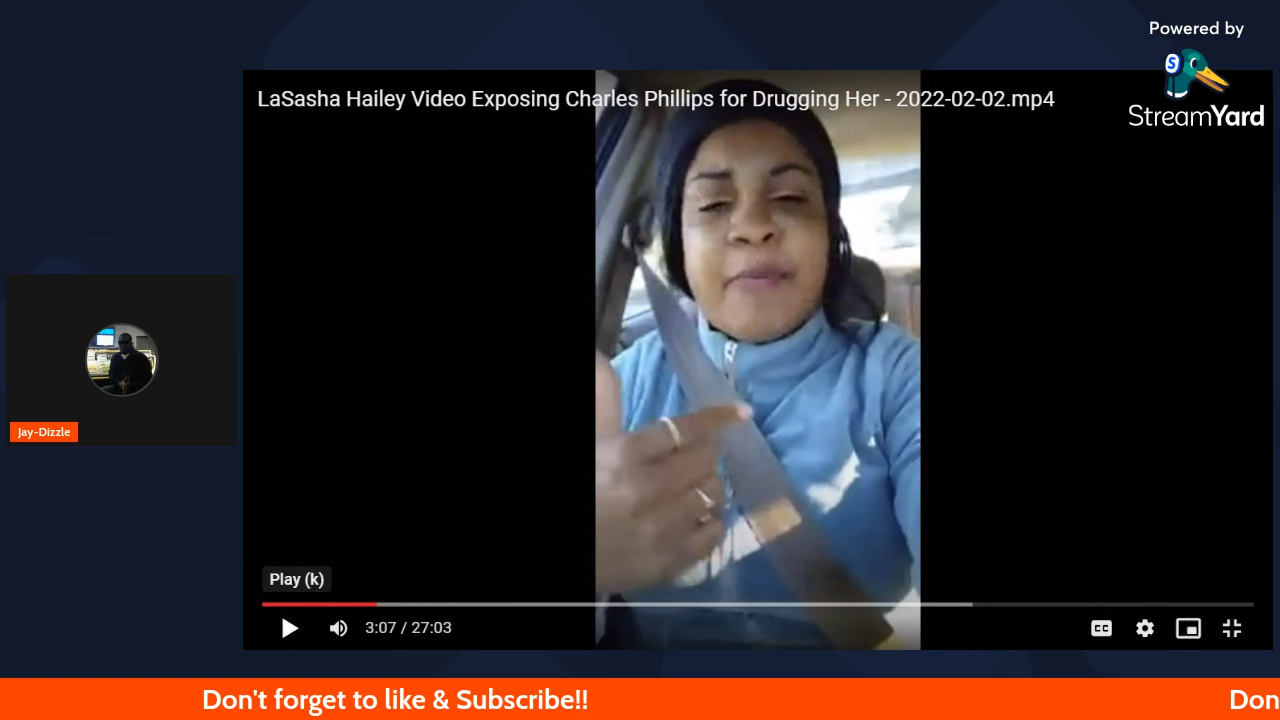 Powered by
StreamYard
LaSasha Hailey Video Exposing Charles Phillips for Drugging Her - 2022-02-02.mp4
Jay-Dizzle
Play (k)
3:07 / 27:03
CC
Don't forget to like & Subscribe!!
Don